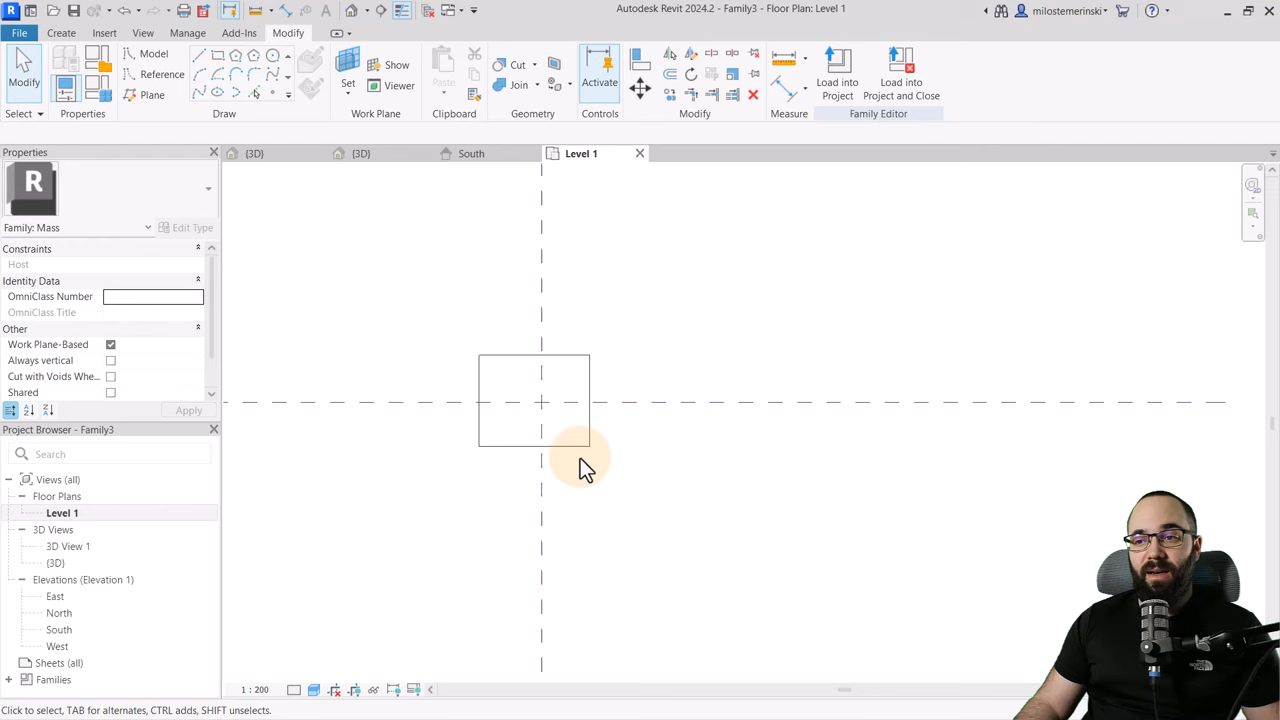 R
Autodesk Revit 2024.2 - Family3 - Floor Plan: Level 1
milostemerinski
File
Create
Insert
View
Manage
Add-Ins
Modify
Modify
Model
Reference
Plane
Set
Show
Viewer
Paste
Cut
Join
Activate
Load into
Project
Load into
Project and Close
Select
Properties
Draw
Work Plane
Clipboard
Geometry
Controls
Modify
Measure
Family Editor
Properties
{3D}
{3D}
South
Level 1
R
Family: Mass
Edit Type
Constraints
Host
Identity Data
OmniClass Number
OmniClass Title
Other
Work Plane-Based
Always vertical
Cut with Voids Whe...
Shared
Apply
Project Browser - Family3
Search
Views (all)
Floor Plans
Level 1
3D Views
3D View 1
{3D}
Elevations (Elevation 1)
East
North
South
West
Sheets (all)
Families
1 : 200
Click to select, TAB for alternates, CTRL adds, SHIFT unselects.